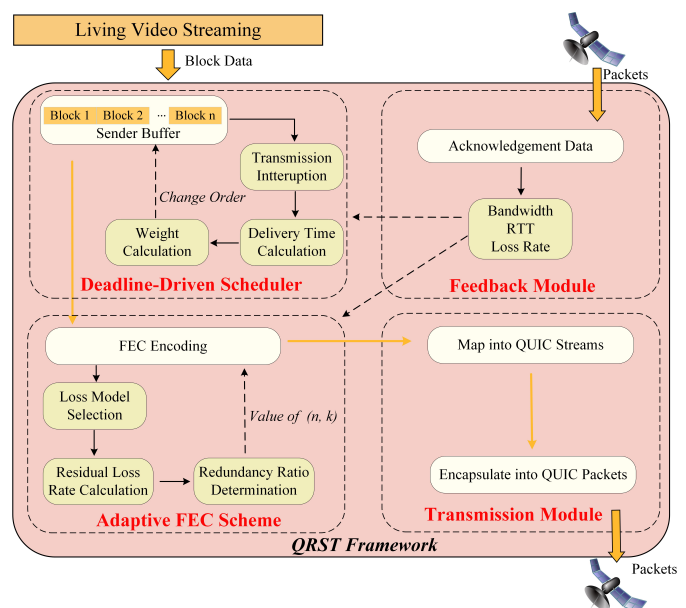 Living Video Streaming
Block Data
Packets
Block 1 Block 2 ... Block n
Sender Buffer
Transmission
Intteruption
Change Order
Weight
Calculation
Delivery Time
Calculation
Deadline-Driven Scheduler
Acknowledgement Data
Bandwidth
RTT
Loss Rate
Feedback Module
FEC Encoding
Loss Model
Selection
Value of (n, k)
Residual Loss
Rate Calculation
Redundancy Ratio
Determination
Adaptive FEC Scheme
Map into QUIC Streams
Encapsulate into QUIC Packets
Transmission Module
QRST Framework
Packets